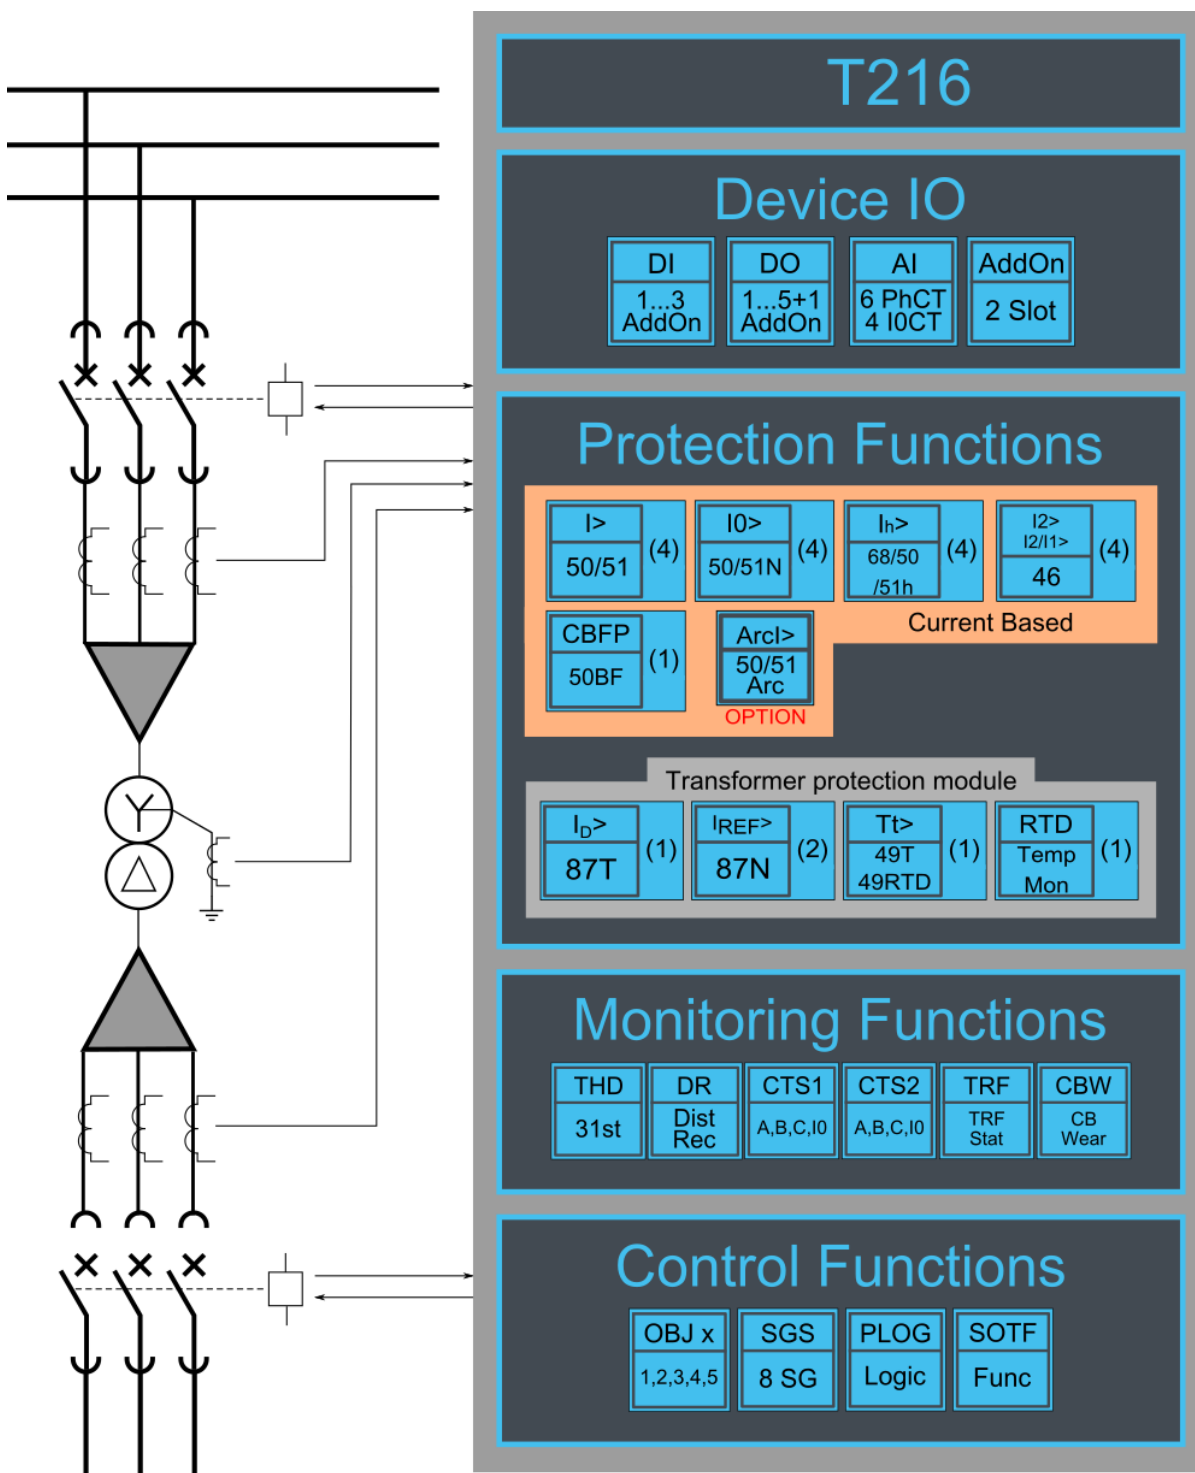 T216
Device IO
DI
1...3
AddOn
DO
1...5+1
AddOn
AI
6 PhCT
4 I0CT
AddOn
2 Slot
Protection Functions
I>
50/51
(4)
I0>
50/51N
(4)
Ih>
68/50
/51h
(4)
I2>
I2/I1>
46
(4)
Current Based
CBFP
50BF
(1)
ArcI>
50/51
Arc
OPTION
Transformer protection module
ID>
87T
(1)
IREF>
87N
(2)
Tt>
49T
49RTD
(1)
RTD
Temp
Mon
(1)
Monitoring Functions
THD
31st
DR
Dist
Rec
CTS1
A,B,C,I0
CTS2
A,B,C,I0
TRF
TRF
Stat
CBW
CB
Wear
Control Functions
OBJ x
1,2,3,4,5
SGS
8 SG
PLOG
Logic
SOTF
Func